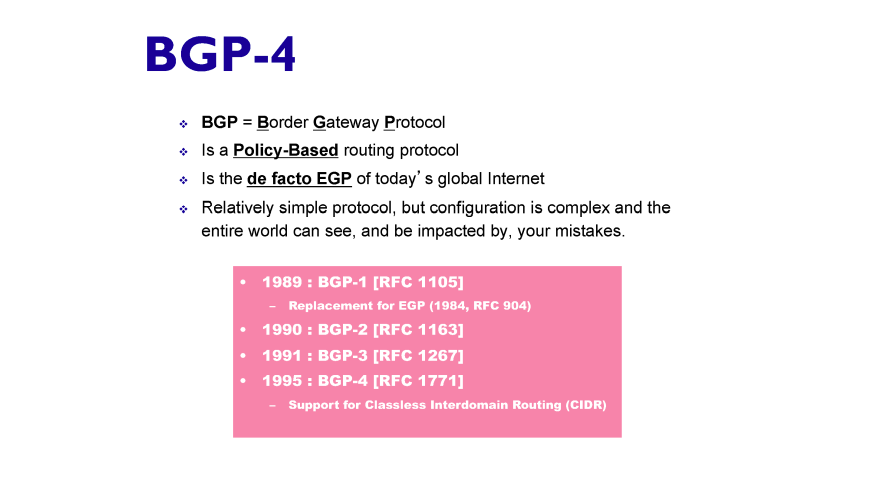 BGP-4
❖ BGP = Border Gateway Protocol
❖ Is a Policy-Based routing protocol
❖ Is the de facto EGP of today’s global Internet
❖ Relatively simple protocol, but configuration is complex and the
entire world can see, and be impacted by, your mistakes.
• 1989 : BGP-1 [RFC 1105]
– Replacement for EGP (1984, RFC 904)
• 1990 : BGP-2 [RFC 1163]
• 1991 : BGP-3 [RFC 1267]
• 1995 : BGP-4 [RFC 1771]
– Support for Classless Interdomain Routing (CIDR)